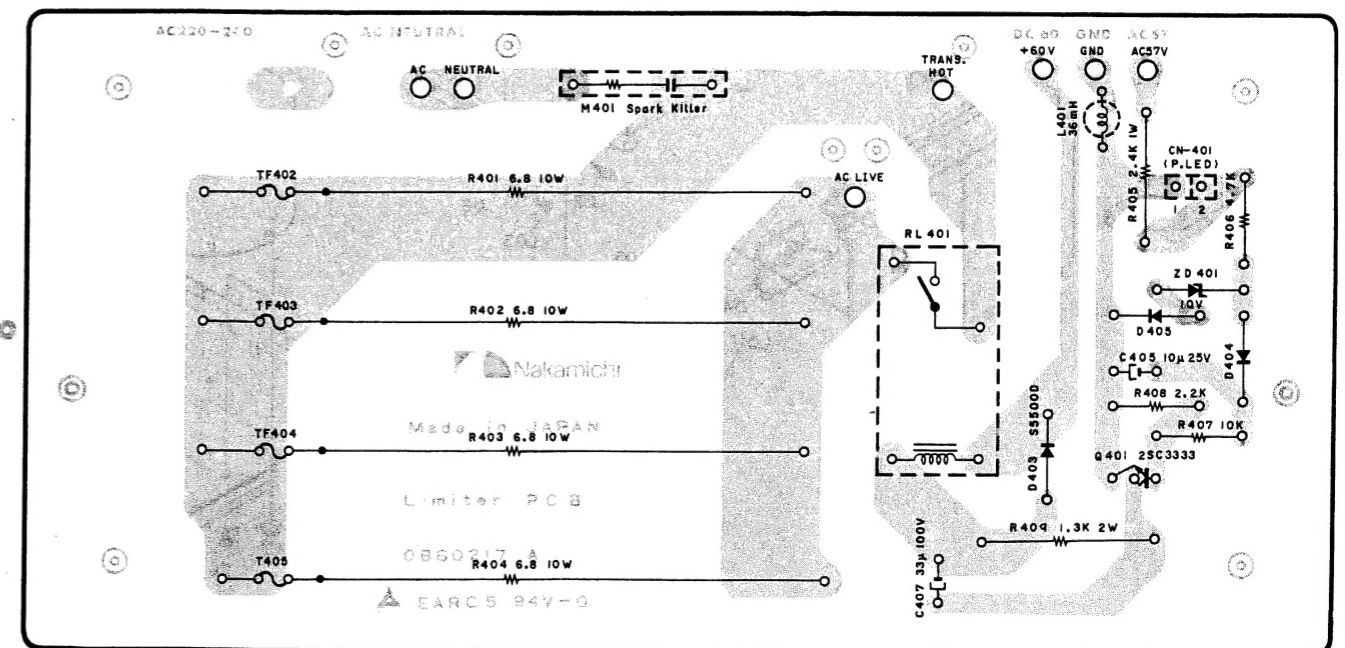 AC220-240
AC NEUTRAL
DC 60
GND
AC 57
AC
NEUTRAL
TRANS.
HOT
+60V
GND
AC57V
M401 Spark Killer
L401
36mH
R405 2.4K 1W
CN-401
(P.LED)
1
2
R406 4.7K
TF402
R401 6.8 10W
AC LIVE
RL401
ZD401
10V
D405
TF403
R402 6.8 10W
D404
C405 10μ 25V
Nakamichi
R408 2.2K
Made in JAPAN
D403 S5500D
R407 10K
TF404
R403 6.8 10W
Q401 2SC3333
Limiter PCB
R409 1.3K 2W
0860217 A
T405
R404 6.8 10W
C407 33μ 100V
EARC5 94V-0